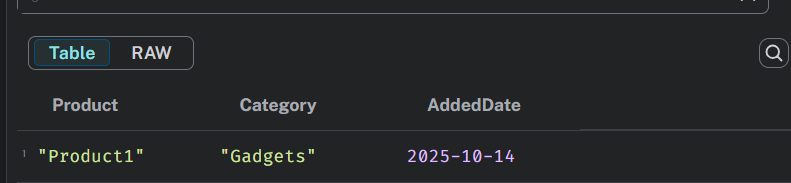 Table RAW
Product Category AddedDate
1 "Product1" "Gadgets" 2025-10-14